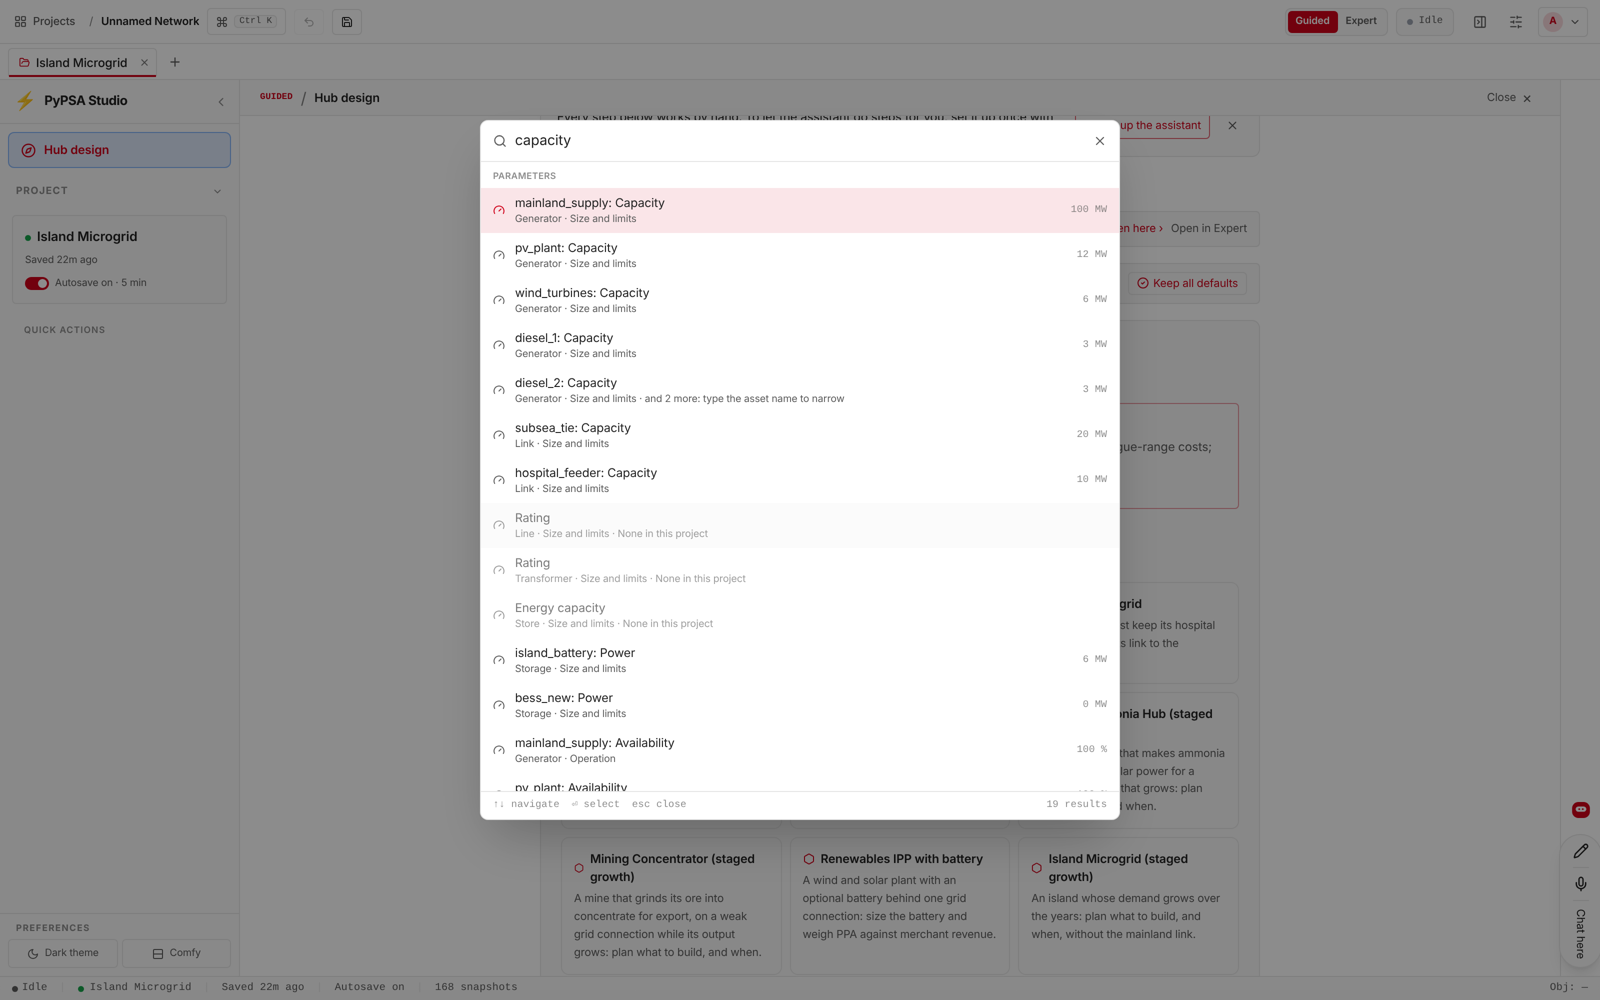 Projects / Unnamed Network
Ctrl K
Guided Expert
Idle
A
Island Microgrid
PyPSA Studio
GUIDED / Hub design
Close
Hub design
PROJECT
Island Microgrid
Saved 22m ago
Autosave on · 5 min
QUICK ACTIONS
up the assistant
Open in Expert
Keep all defaults
capacity
PARAMETERS
mainland_supply: Capacity
Generator · Size and limits
100 MW
pv_plant: Capacity
Generator · Size and limits
12 MW
wind_turbines: Capacity
Generator · Size and limits
6 MW
diesel_1: Capacity
Generator · Size and limits
3 MW
diesel_2: Capacity
Generator · Size and limits · and 2 more: type the asset name to narrow
3 MW
subsea_tie: Capacity
Link · Size and limits
20 MW
hospital_feeder: Capacity
Link · Size and limits
10 MW
Rating
Line · Size and limits · None in this project
Rating
Transformer · Size and limits · None in this project
Energy capacity
Store · Size and limits · None in this project
island_battery: Power
Storage · Size and limits
6 MW
bess_new: Power
Storage · Size and limits
0 MW
mainland_supply: Availability
Generator · Operation
100 %
pv_plant: Availability
↑↓ navigate ⏎ select esc close
19 results
en here ›
gue-range costs;
grid
st keep its hospital
s link to the
nia Hub (staged
that makes ammonia
lar power for a
that grows: plan
d when.
Mining Concentrator (staged
growth)
A mine that grinds its ore into
concentrate for export, on a weak
grid connection while its output
grows: plan what to build, and when.
Renewables IPP with battery
A wind and solar plant with an
optional battery behind one grid
connection: size the battery and
weigh PPA against merchant revenue.
Island Microgrid (staged
growth)
An island whose demand grows over
the years: plan what to build, and
when, without the mainland link.
Chat here
PREFERENCES
Dark theme
Comfy
Idle
Island Microgrid
Saved 22m ago
Autosave on
168 snapshots
Obj: —